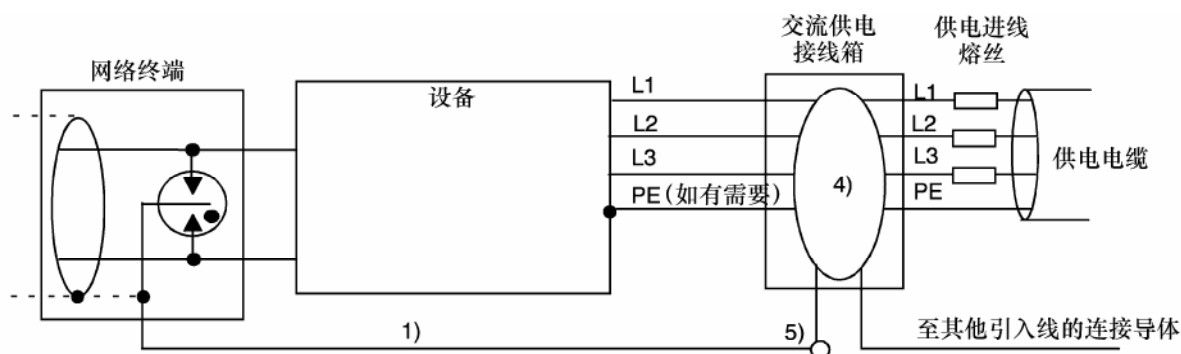 交流供电
接线箱
供电进线
熔丝
网络终端
设备
L1
L2
L3
PE(如有需要)
4)
L1
L2
L3
PE
供电电缆
1)
5)
至其他引入线的连接导体